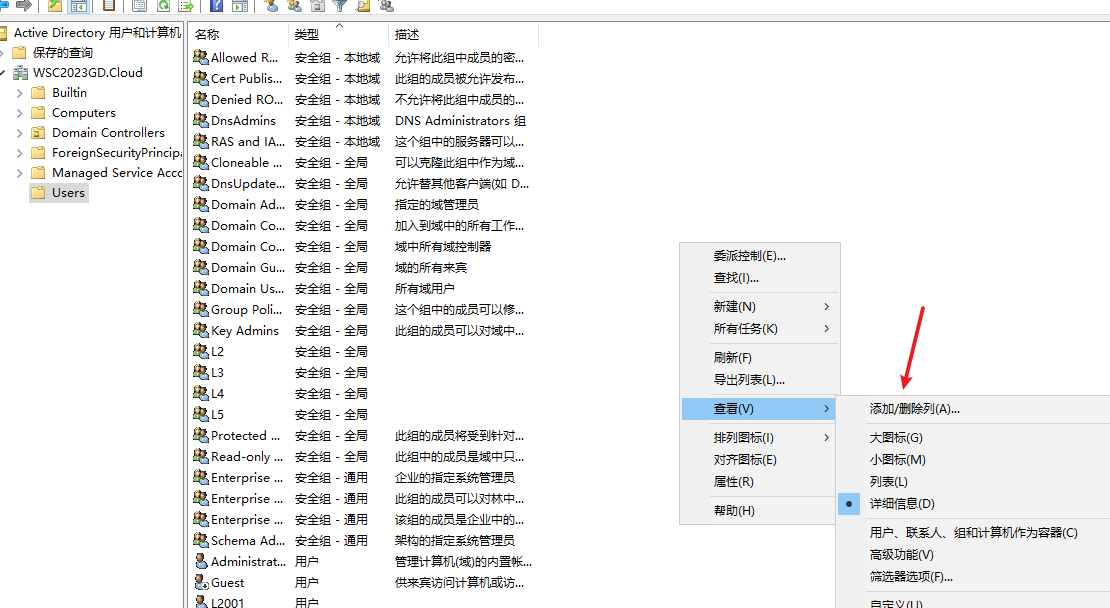 Active Directory 用户和计算机
保存的查询
WSC2023GD.Cloud
Builtin
Computers
Domain Controllers
ForeignSecurityPrincipa
Managed Service Acc
Users
名称 类型 描述
Allowed R... 安全组 - 本地域 允许将此组中成员的密...
Cert Publis... 安全组 - 本地域 此组的成员被允许发布...
Denied RO... 安全组 - 本地域 不允许将此组中成员的...
DnsAdmins 安全组 - 本地域 DNS Administrators 组
RAS and IA... 安全组 - 本地域 这个组中的服务器可以...
Cloneable ... 安全组 - 全局 可以克隆此组中作为域...
DnsUpdate... 安全组 - 全局 允许替其他客户端(如 D...
Domain Ad... 安全组 - 全局 指定的域管理员
Domain Co... 安全组 - 全局 加入到域中的所有工作...
Domain Co... 安全组 - 全局 域中所有域控制器
Domain Gu... 安全组 - 全局 域的所有来宾
Domain Us... 安全组 - 全局 所有域用户
Group Poli... 安全组 - 全局 这个组中的成员可以修...
Key Admins 安全组 - 全局 此组的成员可以对域中...
L2 安全组 - 全局
L3 安全组 - 全局
L4 安全组 - 全局
L5 安全组 - 全局
Protected ... 安全组 - 全局 此组的成员将受到针对...
Read-only ... 安全组 - 全局 此组中的成员是域中只...
Enterprise ... 安全组 - 通用 企业的指定系统管理员
Enterprise ... 安全组 - 通用 此组的成员可以对林中...
Enterprise ... 安全组 - 通用 该组的成员是企业中的...
Schema Ad... 安全组 - 通用 架构的指定系统管理员
Administrat... 用户 管理计算机(域)的内置帐...
Guest 用户 供来宾访问计算机或访...
L2001 用户
委派控制(E)...
查找(I)...
新建(N)
所有任务(K)
刷新(F)
导出列表(L)...
查看(V)
排列图标(I)
对齐图标(E)
属性(R)
帮助(H)
添加/删除列(A)...
大图标(G)
小图标(M)
列表(L)
详细信息(D)
用户、联系人、组和计算机作为容器(C)
高级功能(V)
筛选器选项(F)...
自定义(U)